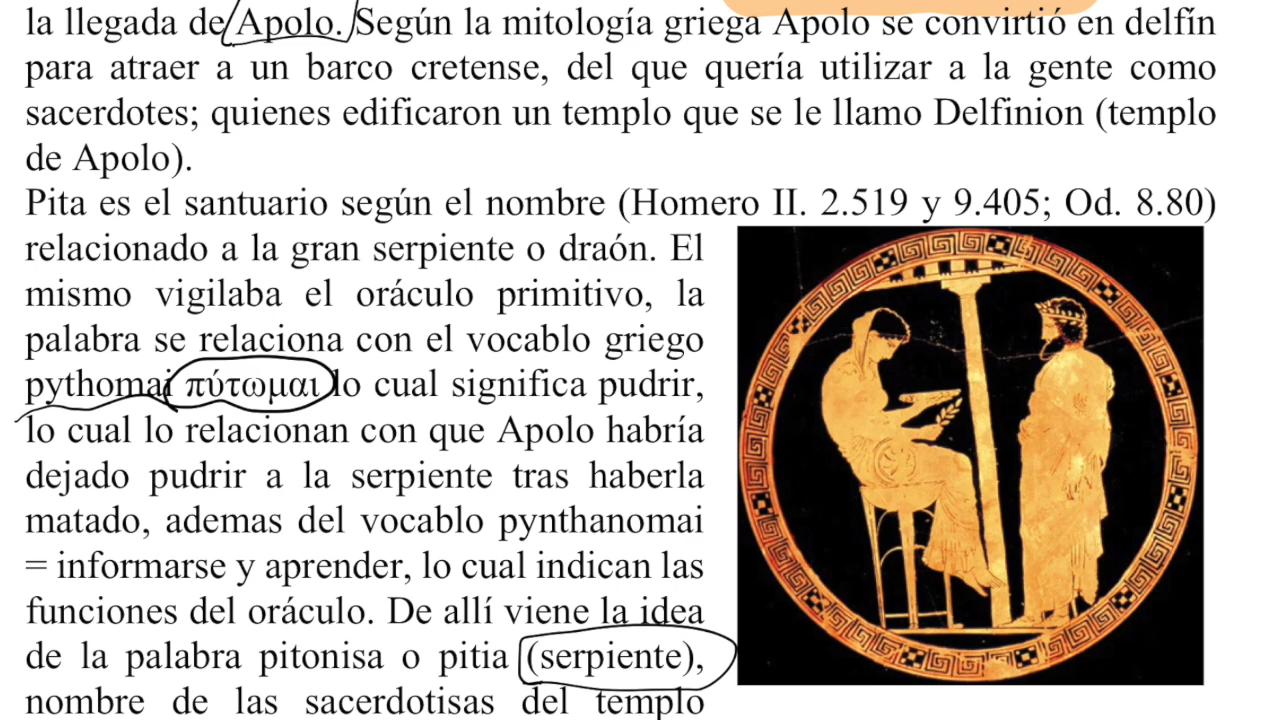 la llegada de Apolo. Según la mitología griega Apolo se convirtió en delfín
para atraer a un barco cretense, del que quería utilizar a la gente como
sacerdotes; quienes edificaron un templo que se le llamo Delfinion (templo
de Apolo).
Pita es el santuario según el nombre (Homero II. 2.519 y 9.405; Od. 8.80)
relacionado a la gran serpiente o draón. El
mismo vigilaba el oráculo primitivo, la
palabra se relaciona con el vocablo griego
pythomai πύτωμαι lo cual significa pudrir,
lo cual lo relacionan con que Apolo habría
dejado pudrir a la serpiente tras haberla
matado, ademas del vocablo pynthanomai
= informarse y aprender, lo cual indican las
funciones del oráculo. De allí viene la idea
de la palabra pitonisa o pitia (serpiente),
nombre de las sacerdotisas del templo